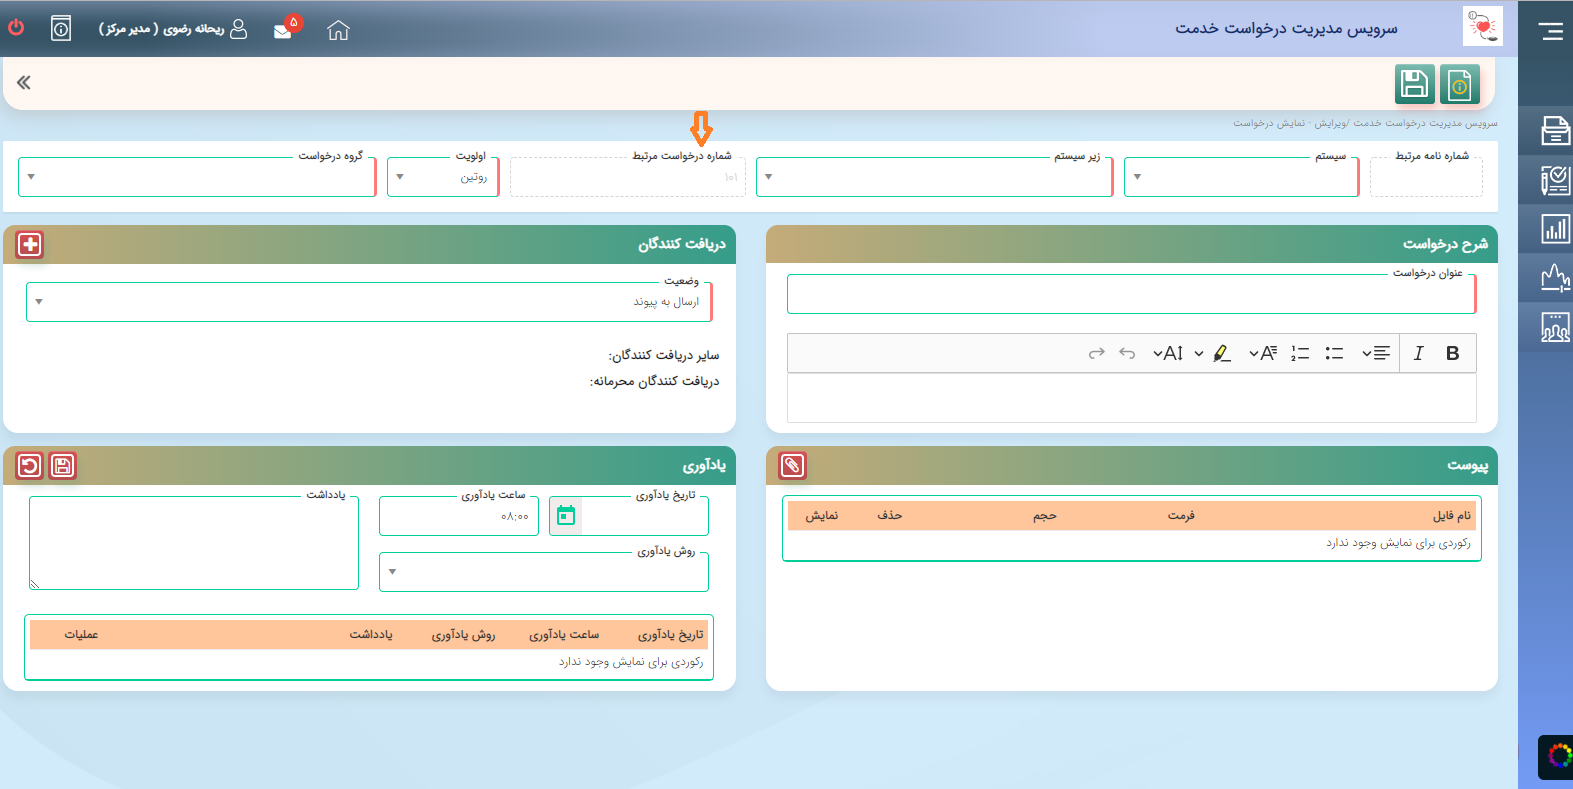 سرویس مدیریت درخواست خدمت
۵
ریحانه رضوی ( مدیر مرکز )
سرویس مدیریت درخواست خدمت /ویرایش - نمایش درخواست
شماره نامه مرتبط
سیستم
زیر سیستم
شماره درخواست مرتبط
۱۰۱
اولویت
روتین
گروه درخواست
شرح درخواست
عنوان درخواست
B I
دریافت کنندگان
وضعیت
ارسال به پیوند
سایر دریافت کنندگان:
دریافت کنندگان محرمانه:
پیوست
نام فایل فرمت حجم حذف نمایش
رکوردی برای نمایش وجود ندارد
یادآوری
تاریخ یادآوری
ساعت یادآوری
۰۸:۰۰
یادداشت
روش یادآوری
تاریخ یادآوری ساعت یادآوری روش یادآوری یادداشت عملیات
رکوردی برای نمایش وجود ندارد